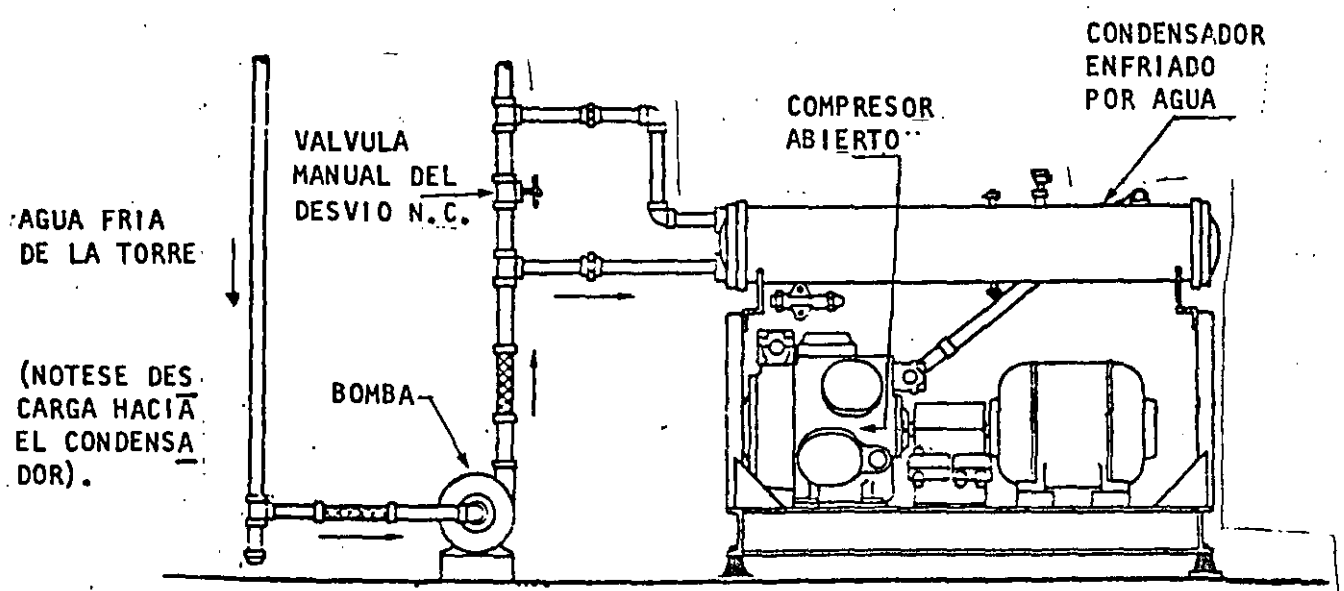 CONDENSADOR
ENFRIADO
POR AGUA
COMPRESOR
ABIERTO
VALVULA
MANUAL DEL
DESVIO N.C.
AGUA FRIA
DE LA TORRE
(NOTESE DES
CARGA HACIA
EL CONDENSA
DOR).
BOMBA